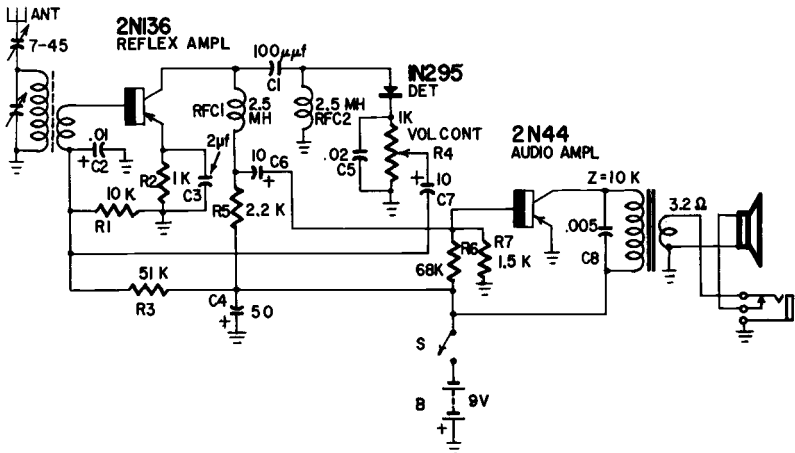 ANT
7-45
2N136
REFLEX AMPL
100μμf
C1
1N295
DET
RFC1
2.5
MH
2.5 MH
RFC2
1K
VOL CONT
R4
2N44
AUDIO AMPL
.01
+
C2
2μf
R2
1K
C3
10
+
C6
.02
C5
+
10
C7
Z=10 K
3.2 Ω
10 K
R1
R5
2.2 K
.005
C8
R6
68K
R7
1.5 K
51 K
R3
C4
+
50
S
B
9V
+